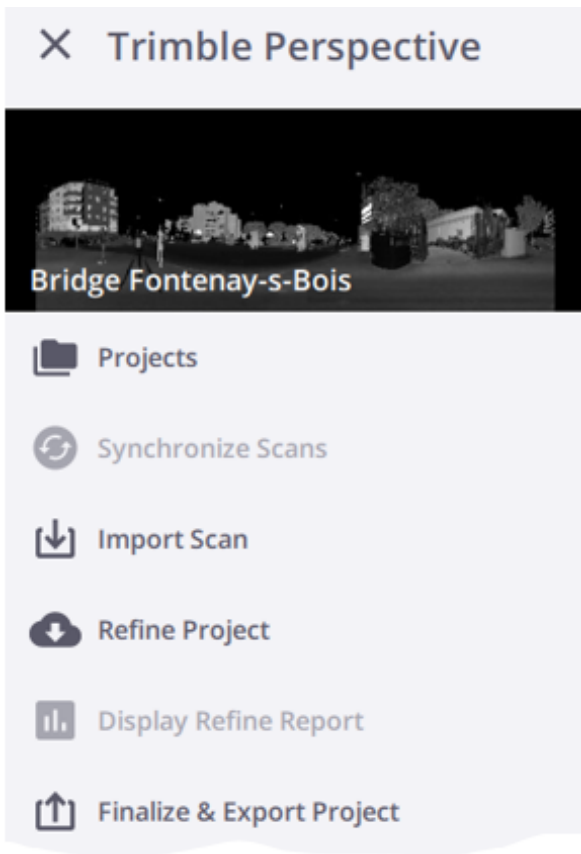 Trimble Perspective
Bridge Fontenay-s-Bois
Projects
Synchronize Scans
Import Scan
Refine Project
Display Refine Report
Finalize & Export Project